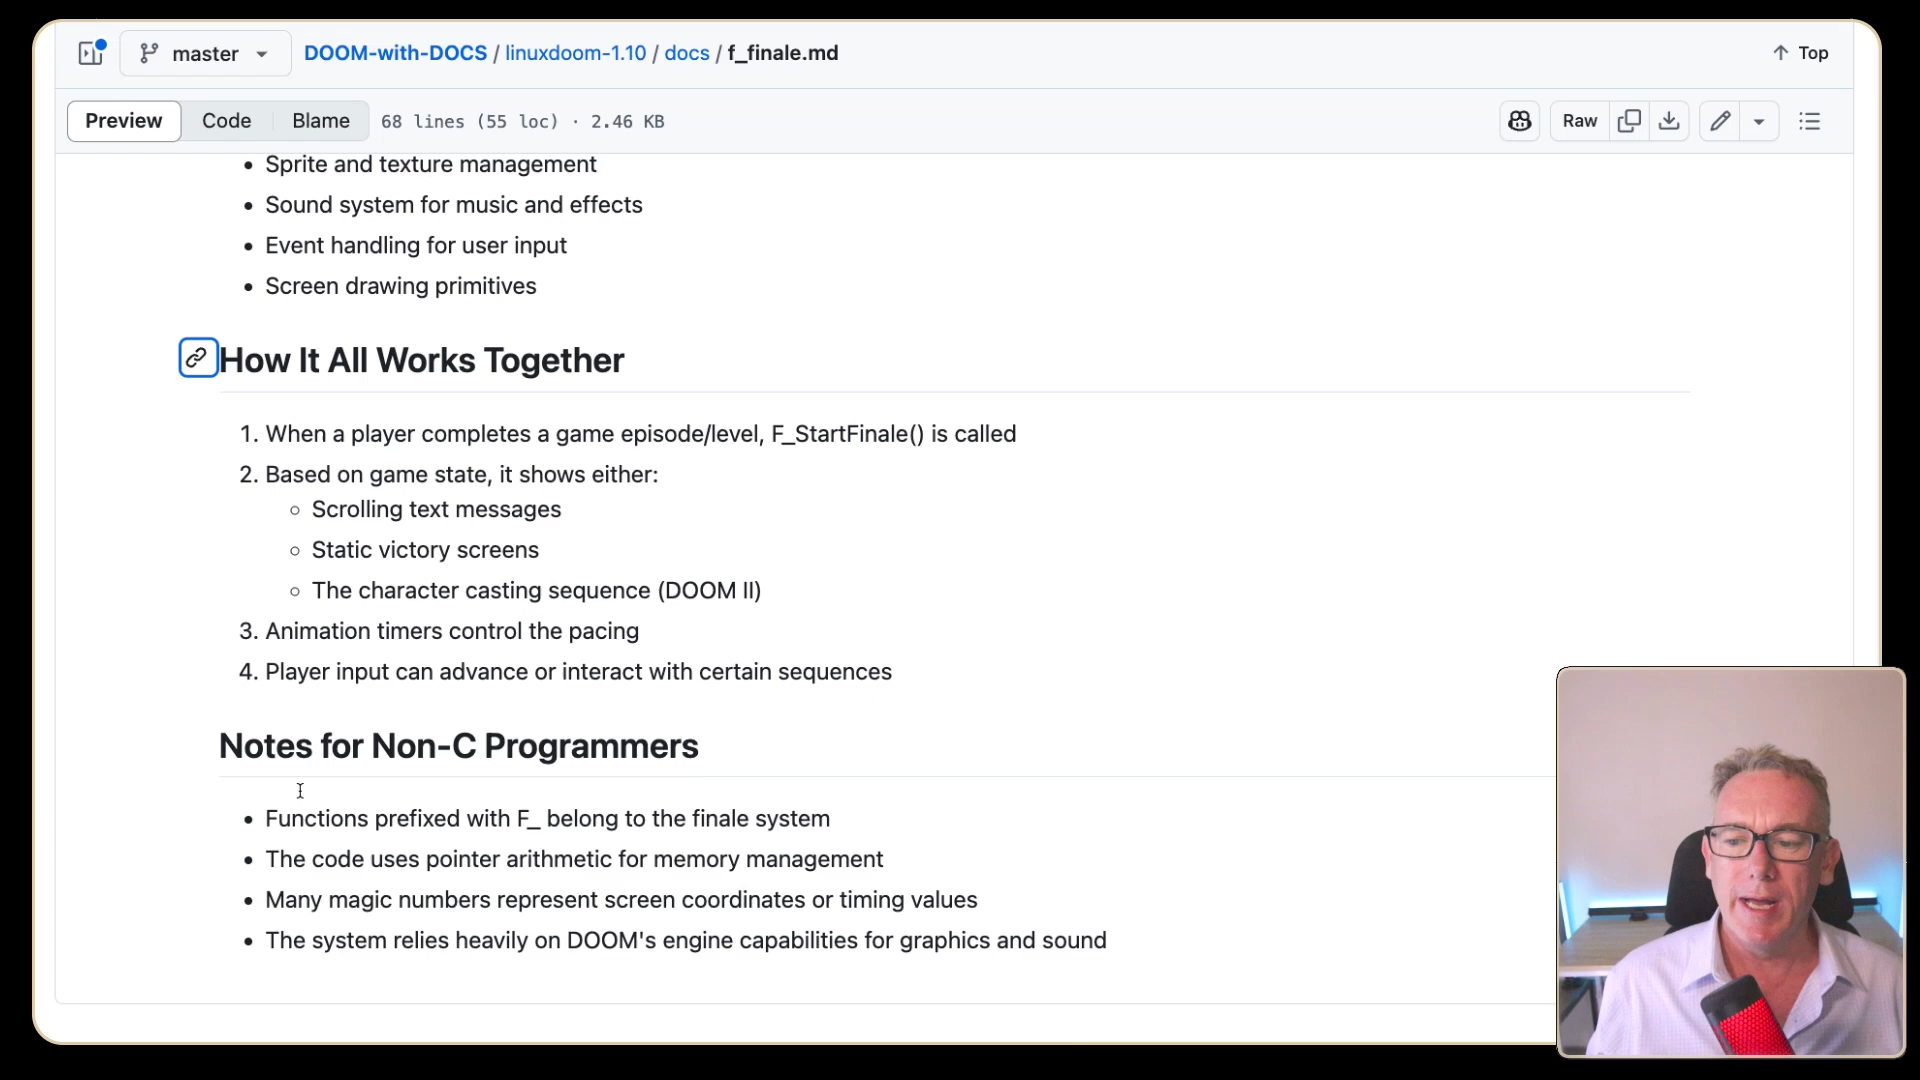 master
DOOM-with-DOCS / linuxdoom-1.10 / docs / f_finale.md
Top
Preview
Code
Blame
68 lines (55 loc) · 2.46 KB
Raw
• Sprite and texture management
• Sound system for music and effects
• Event handling for user input
• Screen drawing primitives
How It All Works Together
1. When a player completes a game episode/level, F_StartFinale() is called
2. Based on game state, it shows either:
◦ Scrolling text messages
◦ Static victory screens
◦ The character casting sequence (DOOM II)
3. Animation timers control the pacing
4. Player input can advance or interact with certain sequences
Notes for Non-C Programmers
• Functions prefixed with F_ belong to the finale system
• The code uses pointer arithmetic for memory management
• Many magic numbers represent screen coordinates or timing values
• The system relies heavily on DOOM's engine capabilities for graphics and sound